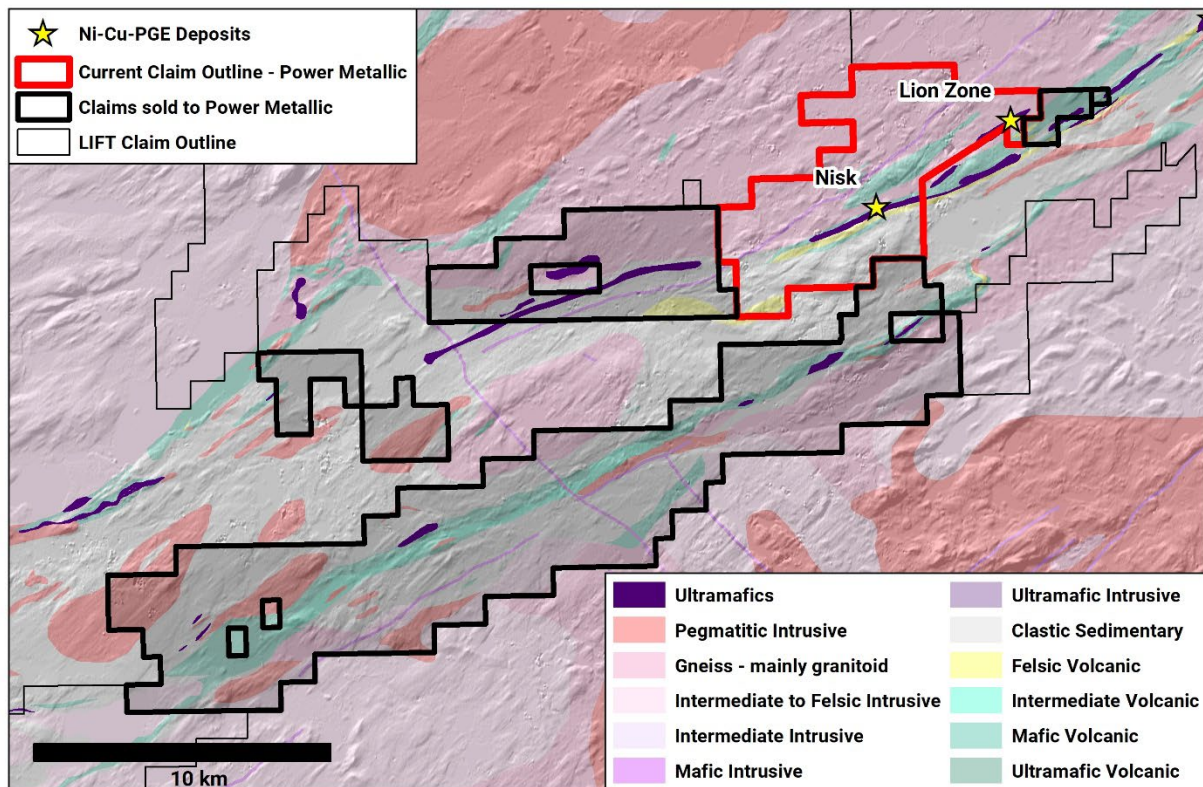 Ni-Cu-PGE Deposits
Current Claim Outline - Power Metallic
Claims sold to Power Metallic
LIFT Claim Outline
Lion Zone
Nisk
10 km
Ultramafics
Pegmatitic Intrusive
Gneiss - mainly granitoid
Intermediate to Felsic Intrusive
Intermediate Intrusive
Mafic Intrusive
Ultramafic Intrusive
Clastic Sedimentary
Felsic Volcanic
Intermediate Volcanic
Mafic Volcanic
Ultramafic Volcanic